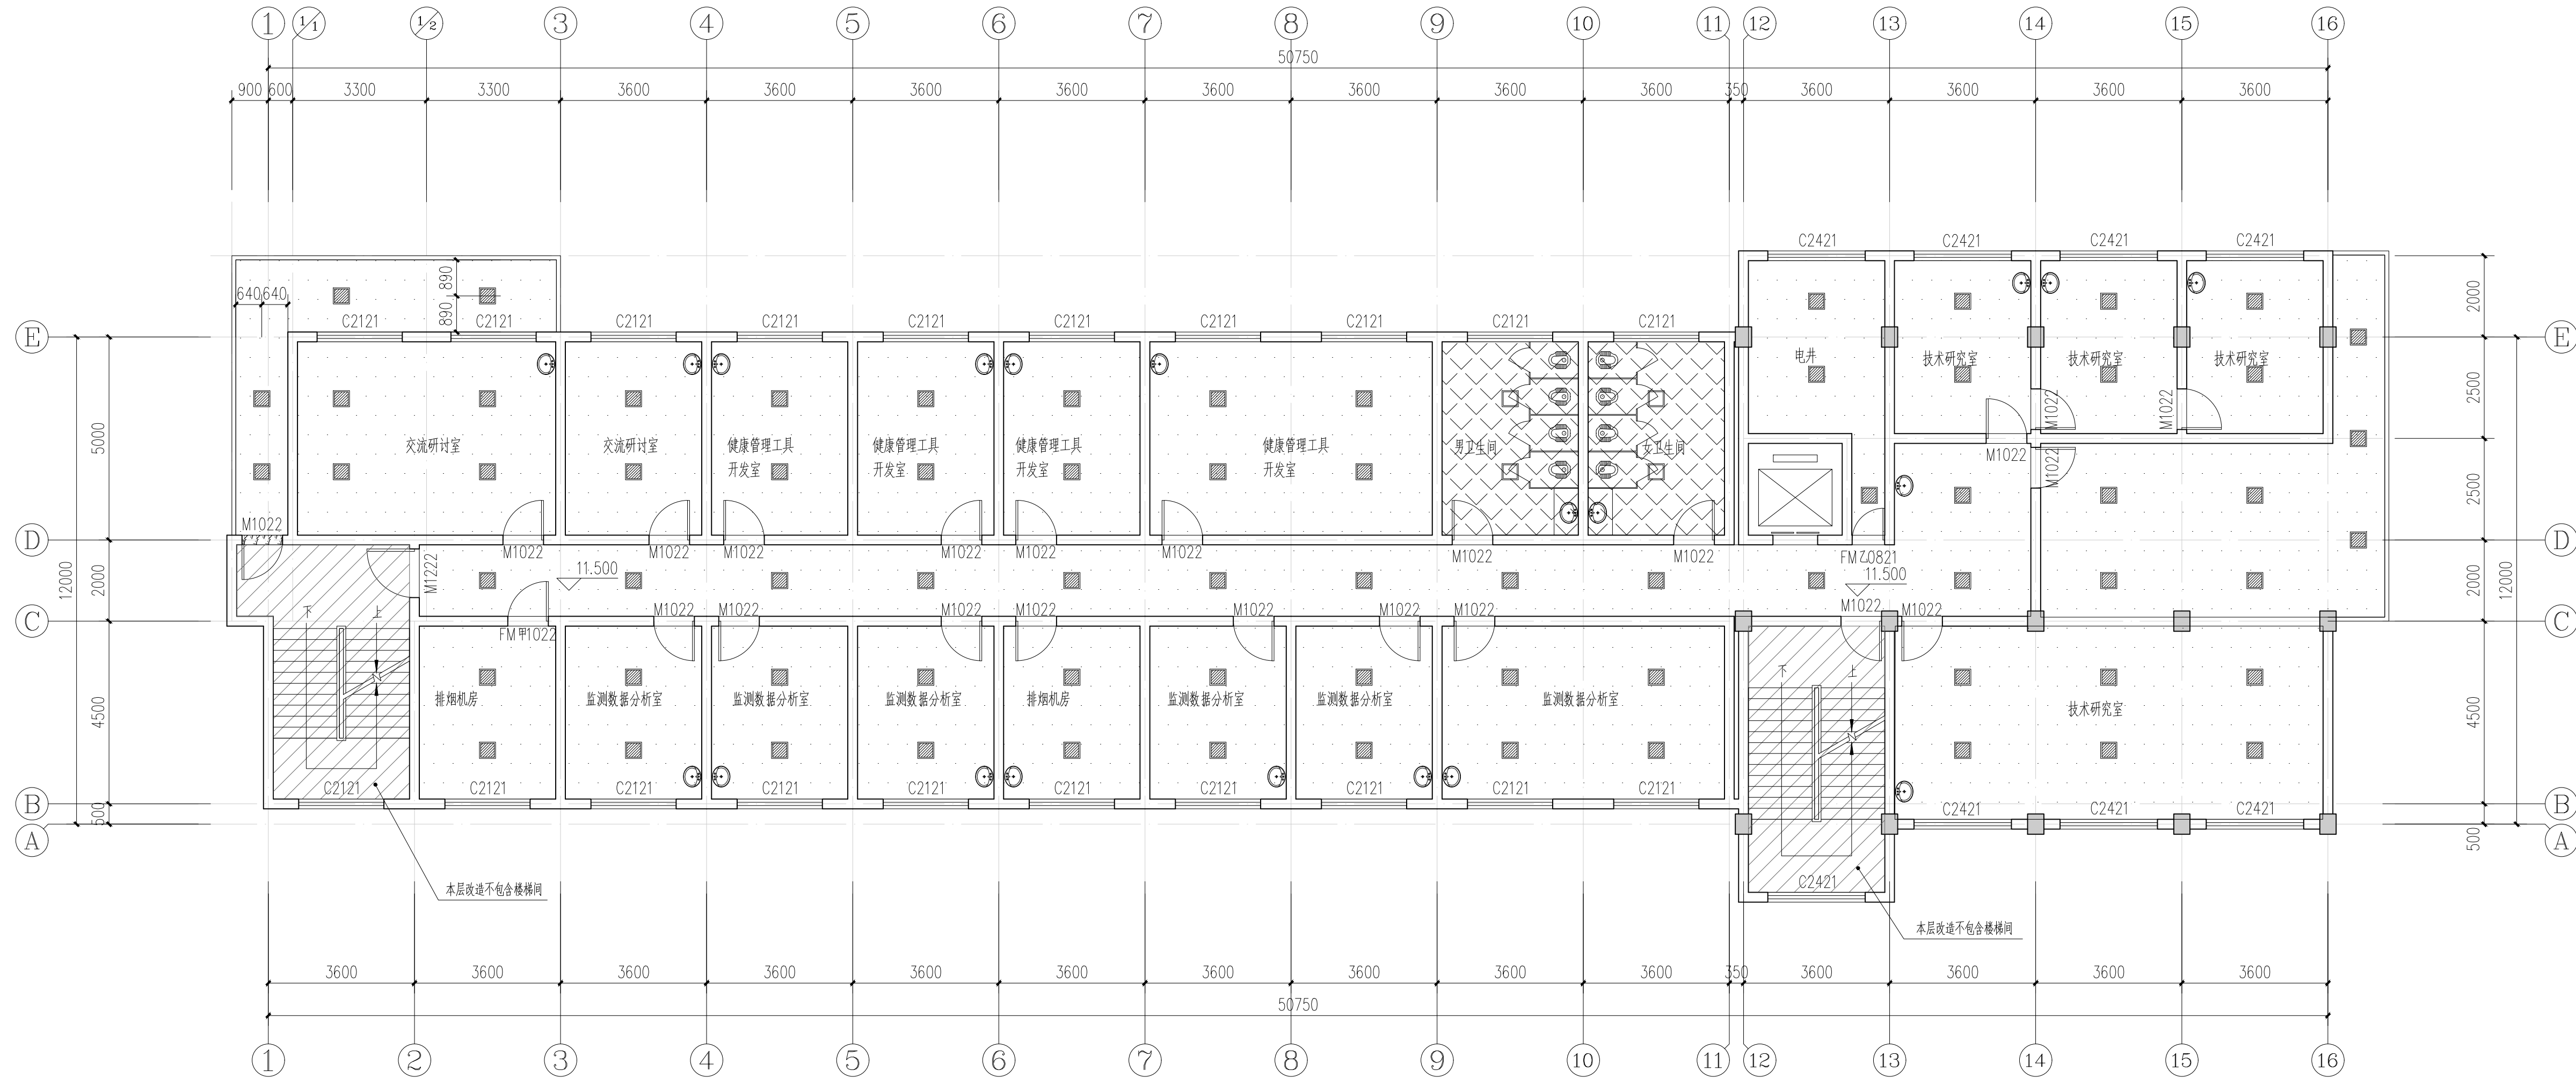 1 1/1 1/2 3 4 5 6 7 8 9 10 11 12 13 14 15 16
50750
900 600 3300 3300 3600 3600 3600 3600 3600 3600 3600 3600 350 3600 3600 3600 3600
C2421 C2421 C2421 C2421
890
640 640
890
2000
C2121 C2121 C2121 C2121 C2121 C2121 C2121 C2121 C2121 C2121
E
E
电井
技术研究室
技术研究室
技术研究室
2500
M1022
M1022
5000
交流研讨室
交流研讨室
健康管理工具
开发室
健康管理工具
开发室
健康管理工具
开发室
健康管理工具
开发室
男卫生间
女卫生间
M1022
M1022
2500
M1022
D
D
M1022 M1022 M1022 M1022 M1022 M1022 M1022 M1022 FM乙0821
M1222
11.500
11.500
12000
2000
2000
12000
下 上
M1022 M1022 M1022 M1022 M1022 M1022 M1022 M1022 M1022
C
C
FM甲1022
下 上
排烟机房
监测数据分析室
监测数据分析室
监测数据分析室
排烟机房
监测数据分析室
监测数据分析室
监测数据分析室
技术研究室
4500
4500
C2121 C2121 C2121 C2121 C2121 C2121 C2121 C2121 C2121 C2121
B
B
C2421 C2421 C2421
500
500
A
A
C2421
本层改造不包含楼梯间
本层改造不包含楼梯间
3600 3600 3600 3600 3600 3600 3600 3600 3600 3600 350 3600 3600 3600 3600
50750
1 2 3 4 5 6 7 8 9 10 11 12 13 14 15 16